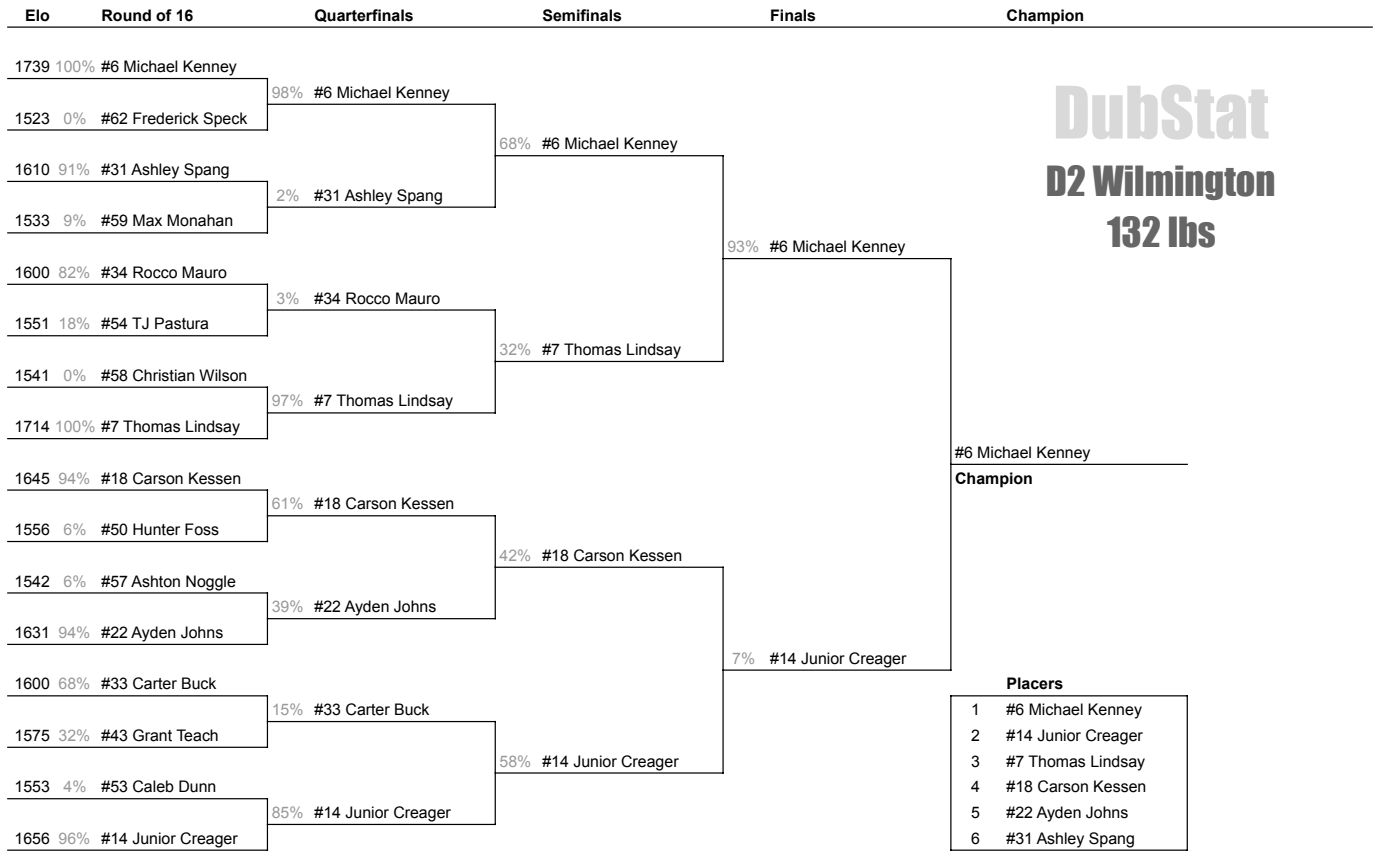 Elo Round of 16 Quarterfinals Semifinals Finals Champion
1739 100% #6 Michael Kenney
98% #6 Michael Kenney
DubStat
1523 0% #62 Frederick Speck
68% #6 Michael Kenney
1610 91% #31 Ashley Spang
D2 Wilmington
2% #31 Ashley Spang
1533 9% #59 Max Monahan
132 lbs
93% #6 Michael Kenney
1600 82% #34 Rocco Mauro
3% #34 Rocco Mauro
1551 18% #54 TJ Pastura
32% #7 Thomas Lindsay
1541 0% #58 Christian Wilson
97% #7 Thomas Lindsay
1714 100% #7 Thomas Lindsay
#6 Michael Kenney
1645 94% #18 Carson Kessen
Champion
61% #18 Carson Kessen
1556 6% #50 Hunter Foss
42% #18 Carson Kessen
1542 6% #57 Ashton Noggle
39% #22 Ayden Johns
1631 94% #22 Ayden Johns
7% #14 Junior Creager
1600 68% #33 Carter Buck
Placers
15% #33 Carter Buck
1 #6 Michael Kenney
1575 32% #43 Grant Teach
2 #14 Junior Creager
58% #14 Junior Creager
3 #7 Thomas Lindsay
1553 4% #53 Caleb Dunn
4 #18 Carson Kessen
85% #14 Junior Creager
5 #22 Ayden Johns
1656 96% #14 Junior Creager
6 #31 Ashley Spang